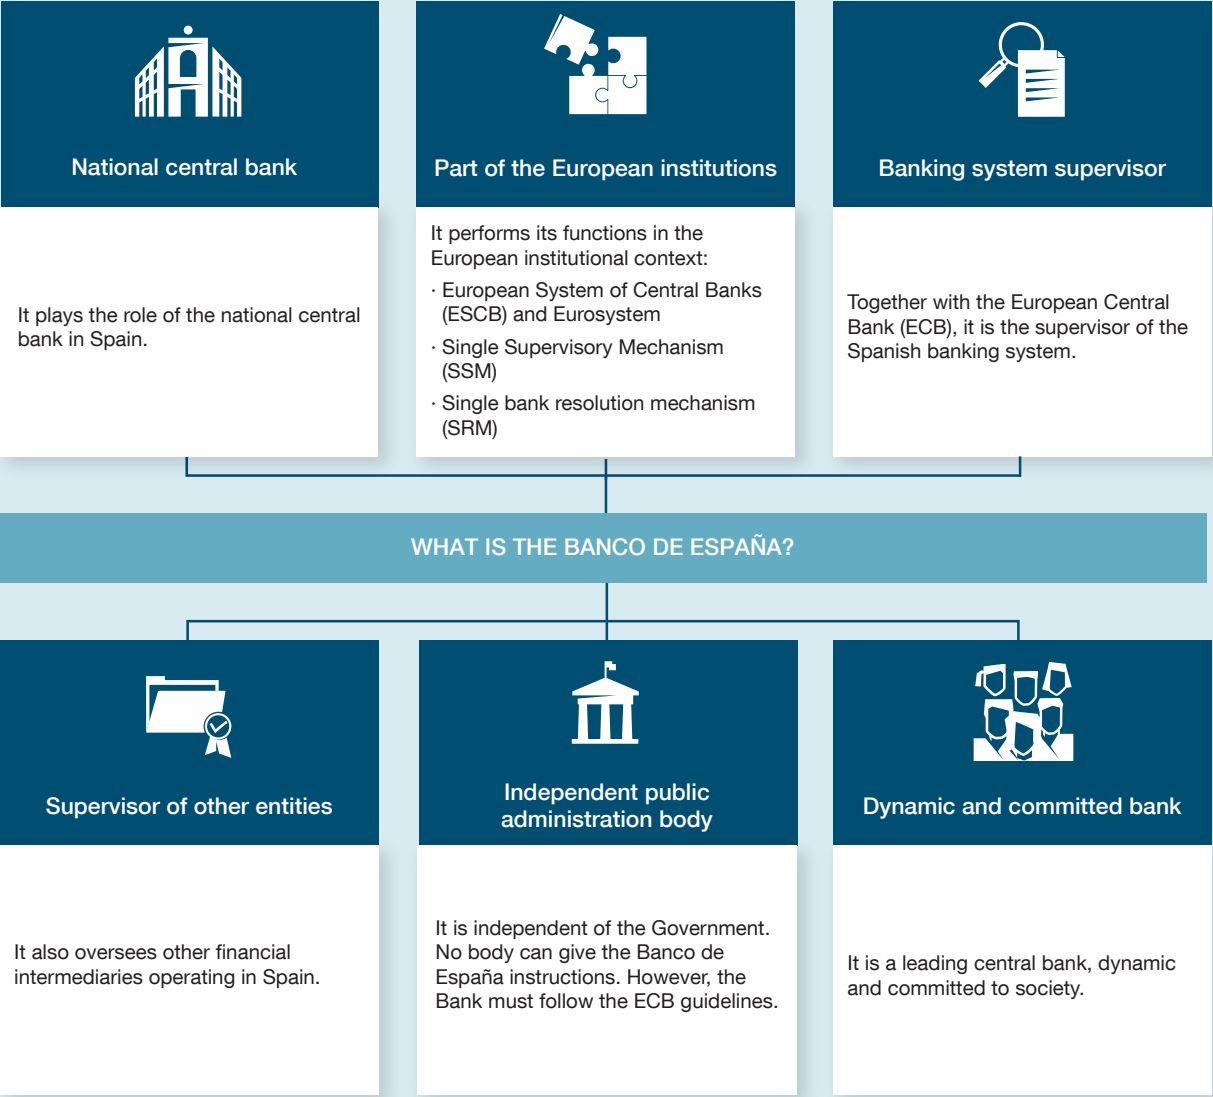 National central bank
It plays the role of the national central
bank in Spain.
Part of the European institutions
It performs its functions in the
European institutional context:
· European System of Central Banks
(ESCB) and Eurosystem
· Single Supervisory Mechanism
(SSM)
· Single bank resolution mechanism
(SRM)
Banking system supervisor
Together with the European Central
Bank (ECB), it is the supervisor of the
Spanish banking system.
WHAT IS THE BANCO DE ESPAÑA?
Supervisor of other entities
It also oversees other financial
intermediaries operating in Spain.
Independent public
administration body
It is independent of the Government.
No body can give the Banco de
España instructions. However, the
Bank must follow the ECB guidelines.
Dynamic and committed bank
It is a leading central bank, dynamic
and committed to society.